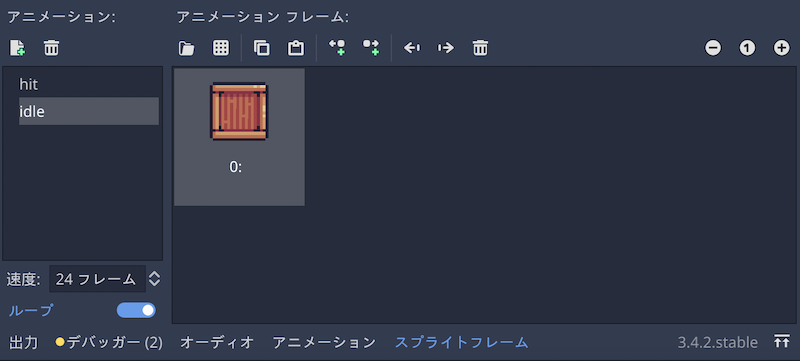 アニメーション:
アニメーション フレーム:
hit
idle
0:
速度: 24 フレーム
ループ
出力 デバッガー (2) オーディオ アニメーション スプライトフレーム 3.4.2.stable